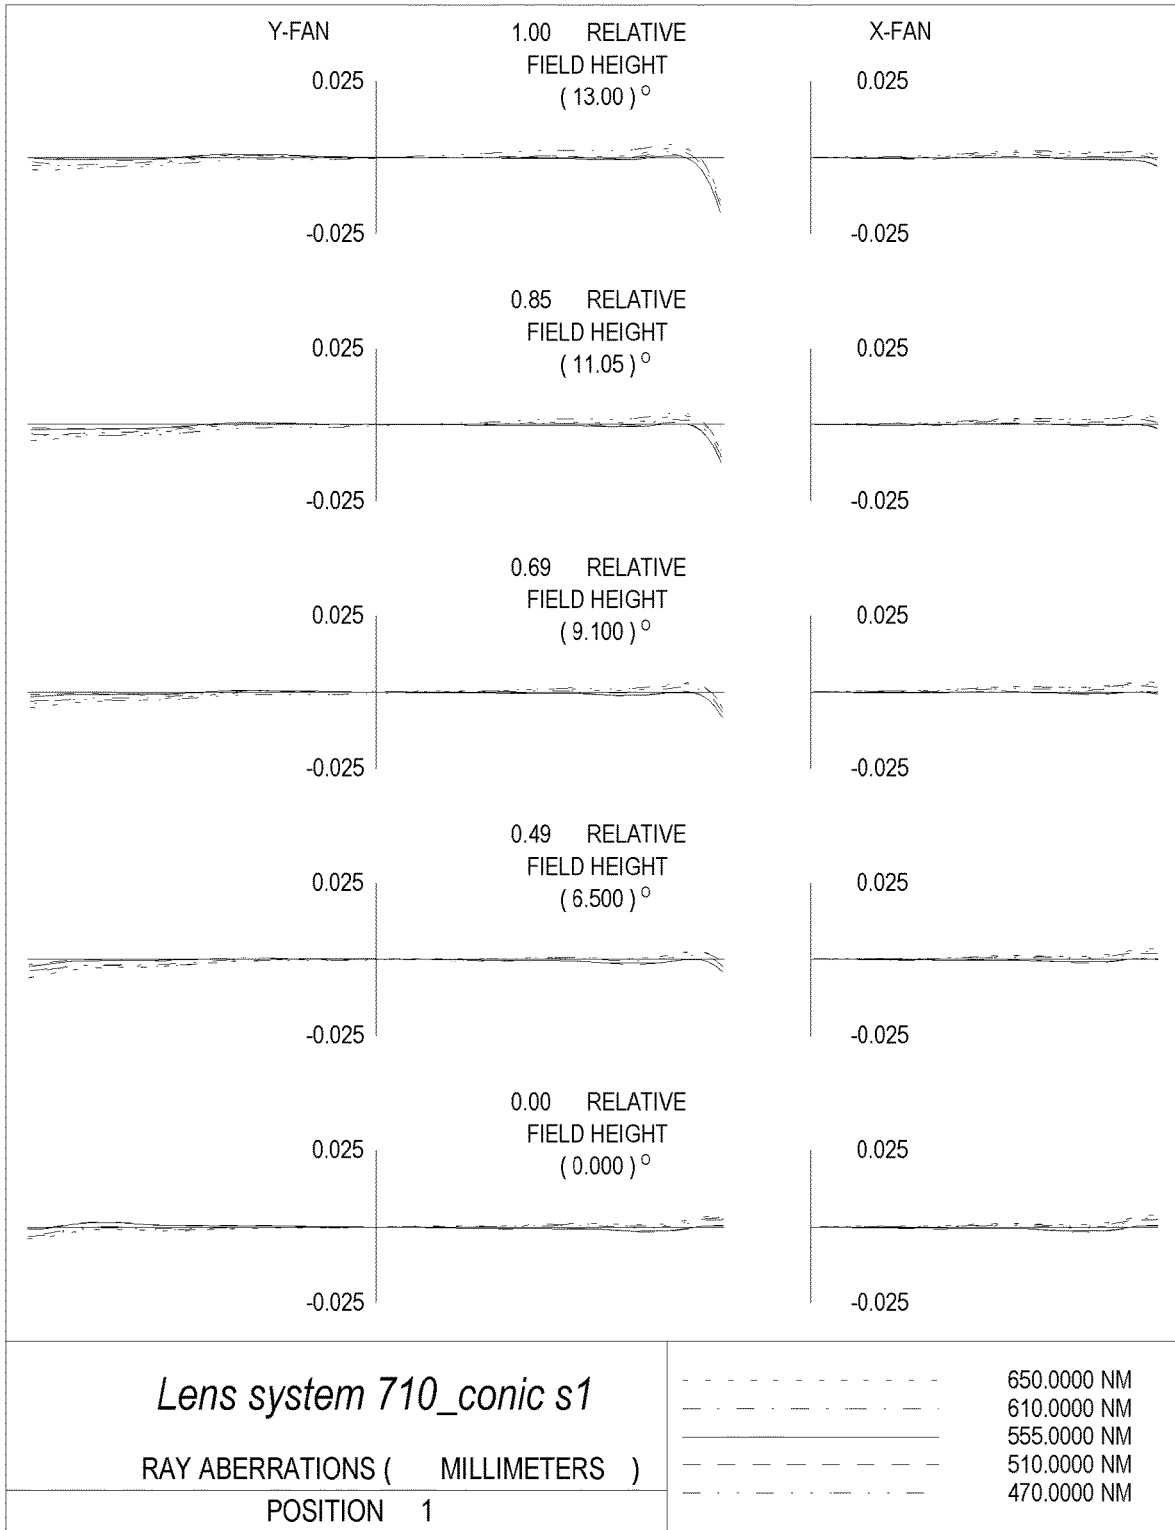 Y-FAN
1.00 RELATIVE
FIELD HEIGHT
( 13.00 ) O
X-FAN
0.025
0.025
-0.025
-0.025
0.85 RELATIVE
FIELD HEIGHT
( 11.05 ) O
0.025
0.025
-0.025
-0.025
0.69 RELATIVE
FIELD HEIGHT
( 9.100 ) O
0.025
0.025
-0.025
-0.025
0.49 RELATIVE
FIELD HEIGHT
( 6.500 ) O
0.025
0.025
-0.025
-0.025
0.00 RELATIVE
FIELD HEIGHT
( 0.000 ) O
0.025
0.025
-0.025
-0.025
Lens system 710_conic s1
RAY ABERRATIONS ( MILLIMETERS )
POSITION 1
650.0000 NM
610.0000 NM
555.0000 NM
510.0000 NM
470.0000 NM